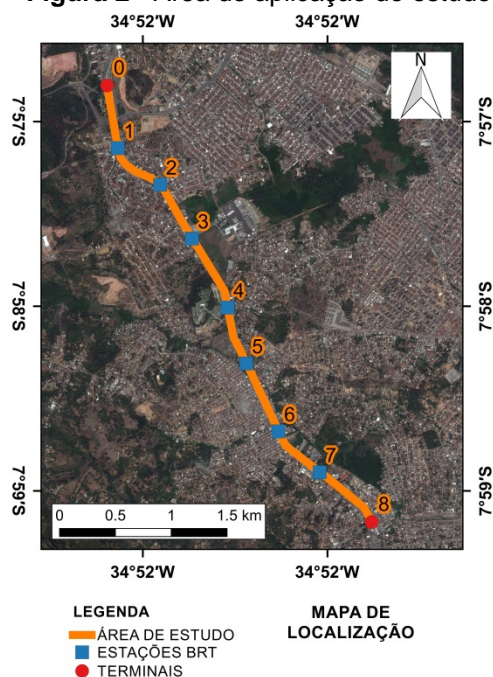 Figura 2 - Área de aplicação do estudo
34°52'W 34°52'W
N
7°57'S 7°57'S
7°58'S 7°58'S
7°59'S 7°59'S
0
1
2
3
4
5
6
7
8
0 0.5 1 1.5 km
34°52'W 34°52'W
LEGENDA
ÁREA DE ESTUDO
ESTAÇÕES BRT
TERMINAIS
MAPA DE
LOCALIZAÇÃO